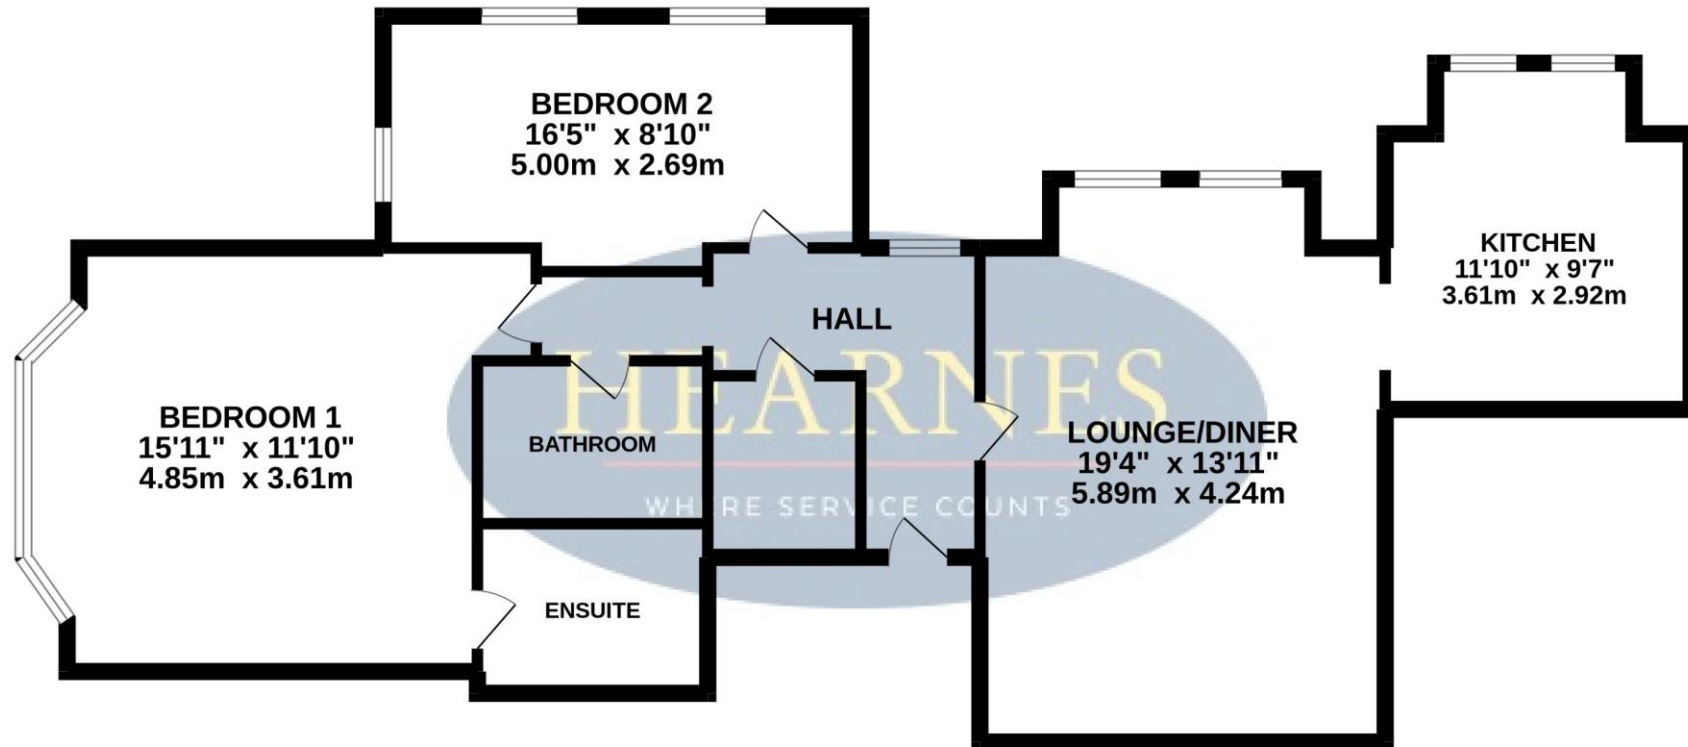 BEDROOM 2
16'5" x 8'10"
5.00m x 2.69m
KITCHEN
11'10" x 9'7"
3.61m x 2.92m
HALL
HEARNES
WHERE SERVICE COUNTS
BEDROOM 1
15'11" x 11'10"
4.85m x 3.61m
BATHROOM
LOUNGE/DINER
19'4" x 13'11"
5.89m x 4.24m
ENSUITE